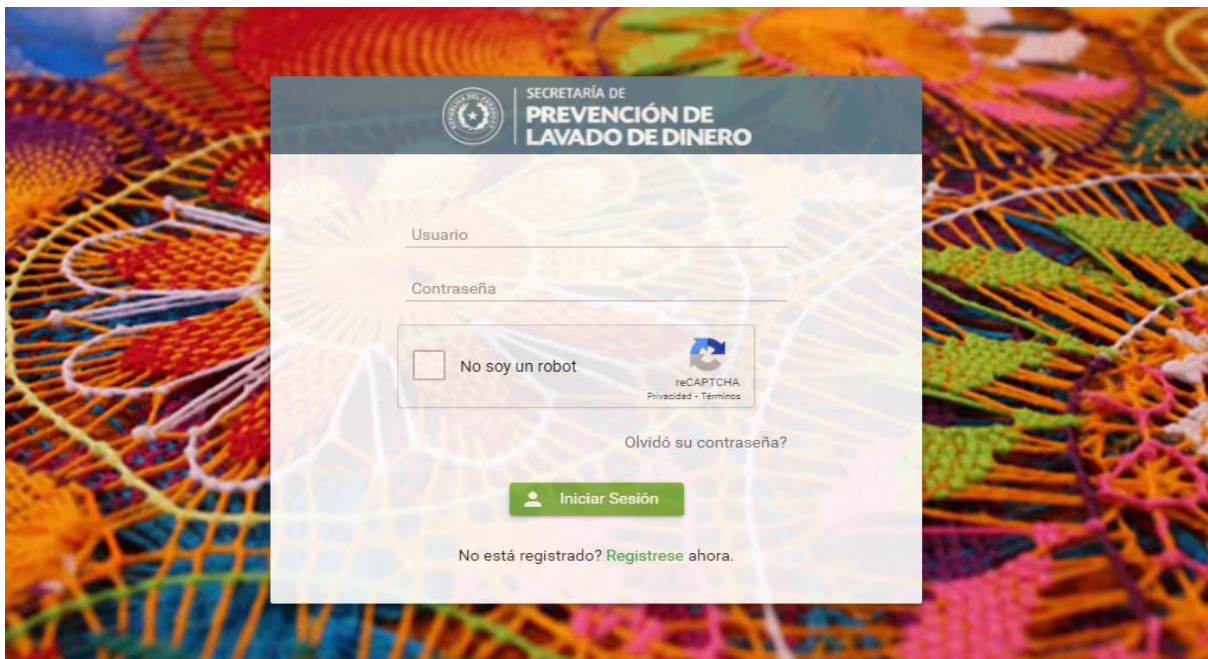 SECRETARÍA DE
PREVENCIÓN DE
LAVADO DE DINERO
Usuario
Contraseña
No soy un robot
reCAPTCHA
Privacidad - Términos
Olvidó su contraseña?
Iniciar Sesión
No está registrado? Registrese ahora.